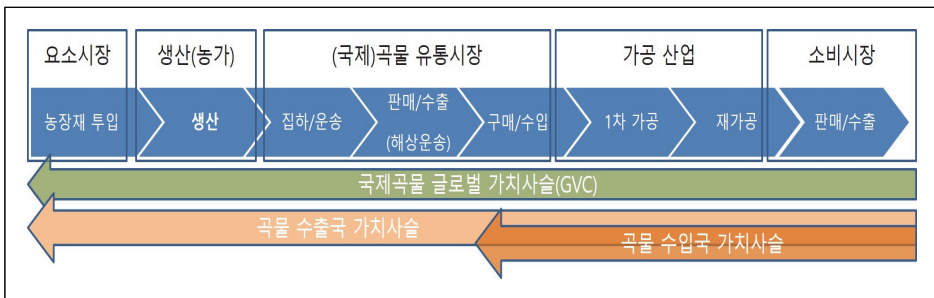 요소시장
생산(농가)
(국제)곡물 유통시장
가공 산업
소비시장
농장재 투입
생산
집하/운송
판매/수출
(해상운송)
구매/수입
1차 가공
재가공
판매/수출
국제곡물 글로벌 가치사슬(GVC)
곡물 수출국 가치사슬
곡물 수입국 가치사슬